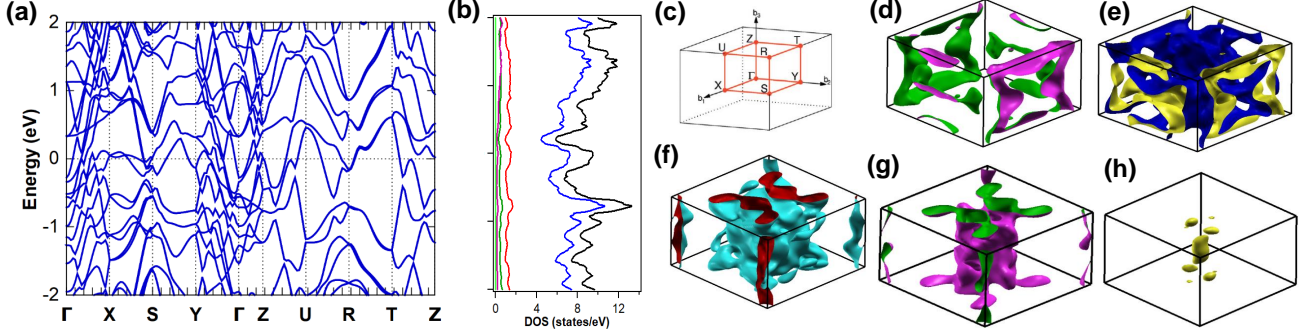 (a)
Energy (eV)
2
1
0
-1
-2
Γ X S Y Γ Z U R T Z
(b)
0 4 8 12
DOS (states/eV)
(c)
b3
Z
T
U
R
Γ
Y
b2
X
S
b1
(d)
(e)
(f)
(g)
(h)